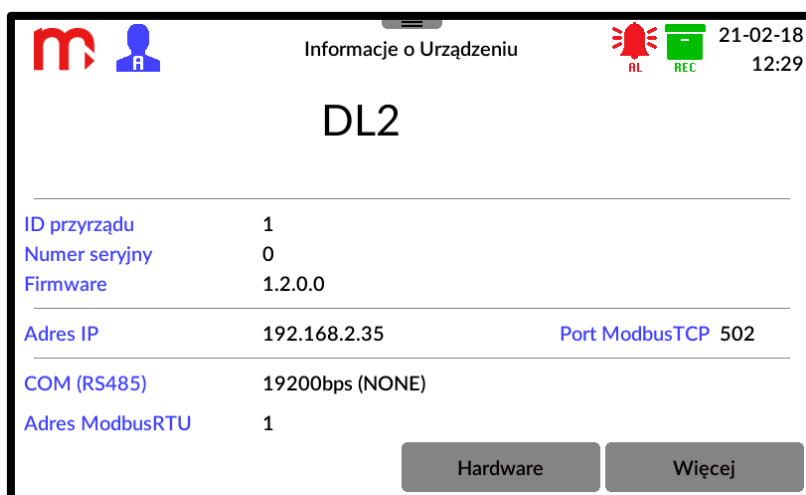 Informacje o Urządzeniu
21-02-18
12:29
A
AL
REC
DL2
ID przyrządu 1
Numer seryjny 0
Firmware 1.2.0.0
Adres IP 192.168.2.35 Port ModbusTCP 502
COM (RS485) 19200bps (NONE)
Adres ModbusRTU 1
Hardware Więcej